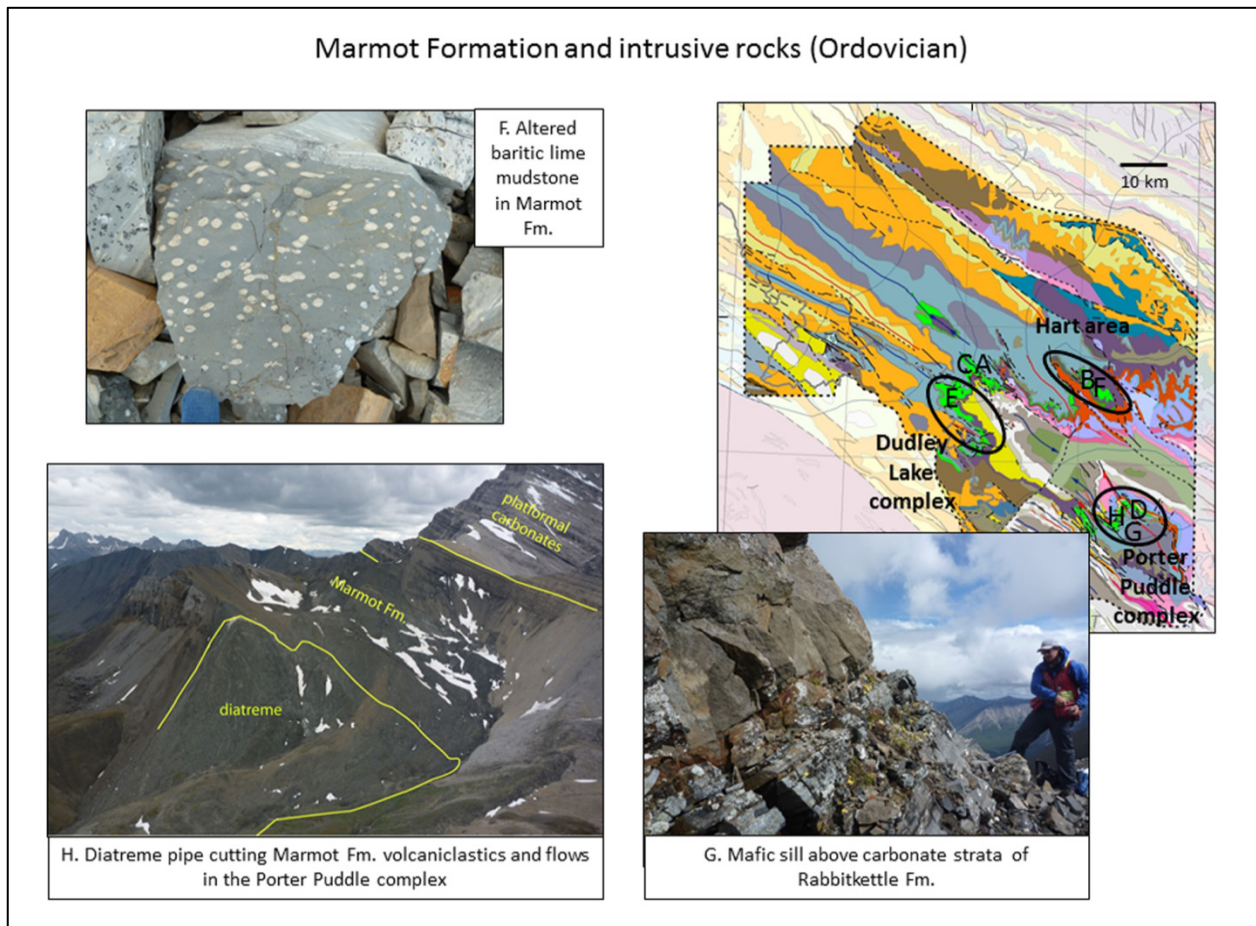 Marmot Formation and intrusive rocks (Ordovician)
F. Altered
baritic lime
mudstone
in Marmot
Fm.
10 km
Hart area
C A
B
F
E
Dudley
Lake
complex
D
H
G
Porter
Puddle
complex
platformal
carbonates
Marmot Fm.
diatreme
H. Diatreme pipe cutting Marmot Fm. volcaniclastics and flows
in the Porter Puddle complex
G. Mafic sill above carbonate strata of
Rabbitkettle Fm.